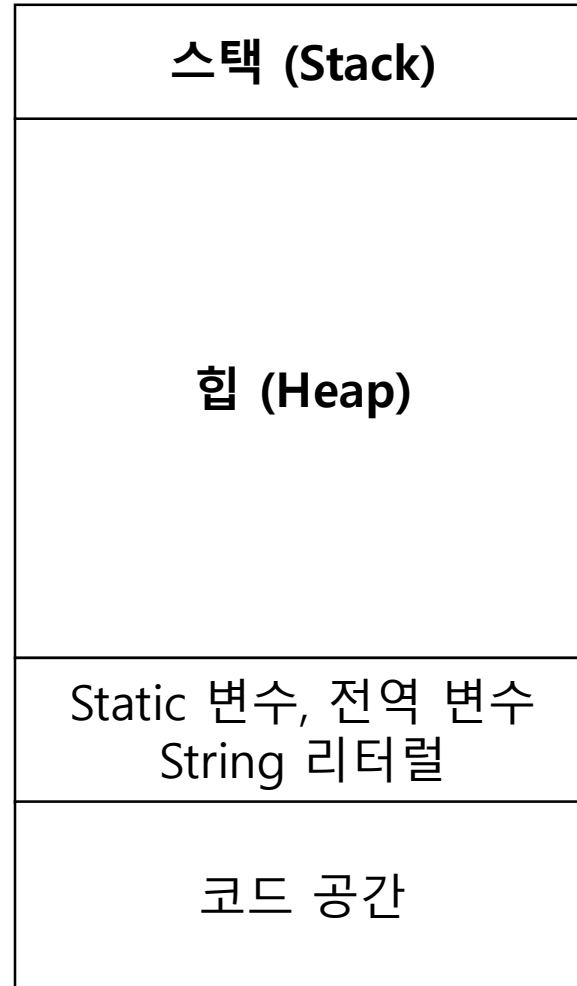 스택 (Stack)
힙 (Heap)
Static 변수, 전역 변수
String 리터럴
코드 공간